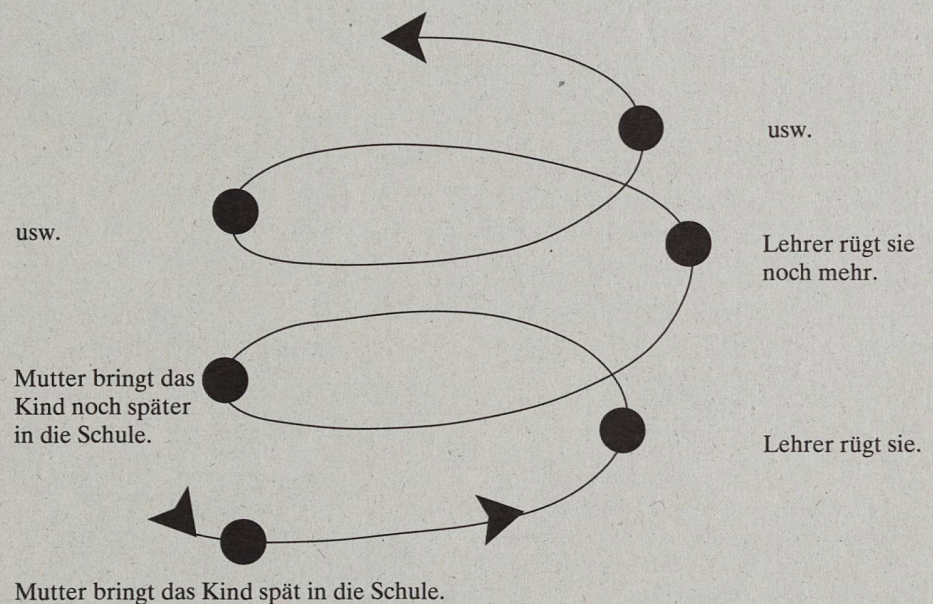 usw.
usw.
Lehrer rügt sie
noch mehr.
Mutter bringt das
Kind noch später
in die Schule.
Lehrer rügt sie.
Mutter bringt das Kind spät in die Schule.